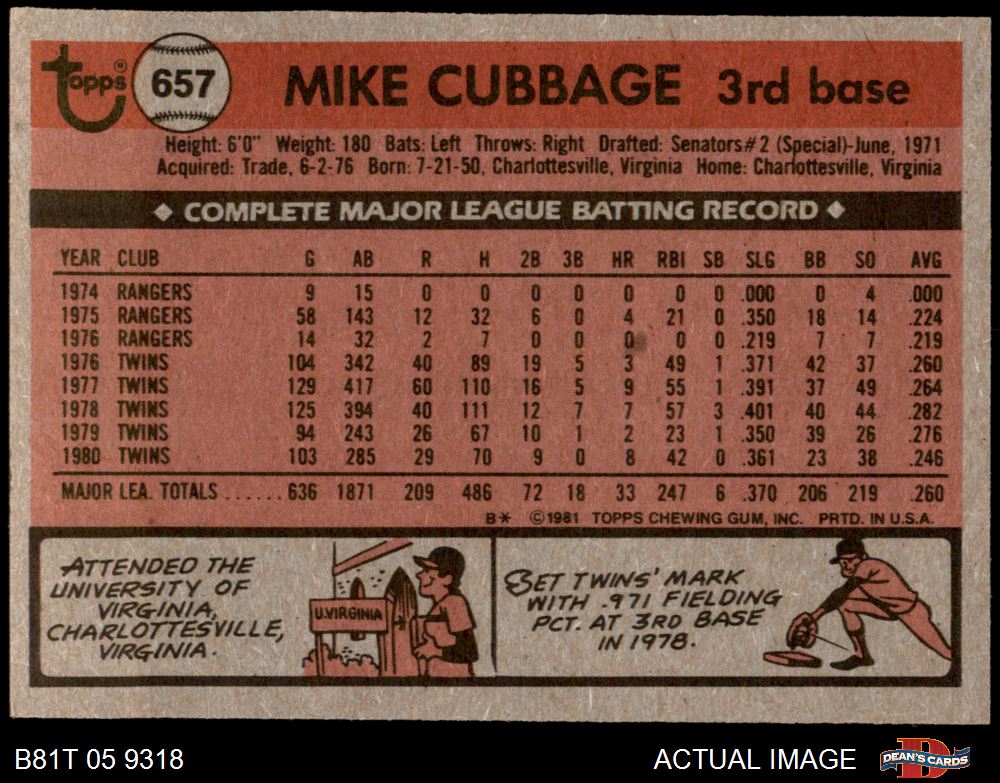 topps® 657 MIKE CUBBAGE 3rd base
Height: 6'0" Weight: 180 Bats: Left Throws: Right Drafted: Senators#2 (Special)-June, 1971
Acquired: Trade, 6-2-76 Born: 7-21-50, Charlottesville, Virginia Home: Charlottesville, Virginia
◆ COMPLETE MAJOR LEAGUE BATTING RECORD ◆
YEAR CLUB G AB R H 2B 3B HR RBI SB SLG BB SO AVG
1974 RANGERS 9 15 0 0 0 0 0 0 0 .000 0 4 .000
1975 RANGERS 58 143 12 32 6 0 4 21 0 .350 18 14 .224
1976 RANGERS 14 32 2 7 0 0 0 0 0 .219 7 7 .219
1976 TWINS 104 342 40 89 19 5 3 49 1 .371 42 37 .260
1977 TWINS 129 417 60 110 16 5 9 55 1 .391 37 49 .264
1978 TWINS 125 394 40 111 12 7 7 57 3 .401 40 44 .282
1979 TWINS 94 243 26 67 10 1 2 23 1 .350 39 26 .276
1980 TWINS 103 285 29 70 9 0 8 42 0 .361 23 38 .246
MAJOR LEA. TOTALS ...... 636 1871 209 486 72 18 33 247 6 .370 206 219 .260
B* ©1981 TOPPS CHEWING GUM, INC. PRTD. IN U.S.A.
ATTENDED THE
UNIVERSITY OF
VIRGINIA,
CHARLOTTESVILLE,
VIRGINIA.
U.VIRGINIA
SET TWINS' MARK
WITH .971 FIELDING
PCT. AT 3RD BASE
IN 1978.
B81T 05 9318 ACTUAL IMAGE DEAN'S CARDS